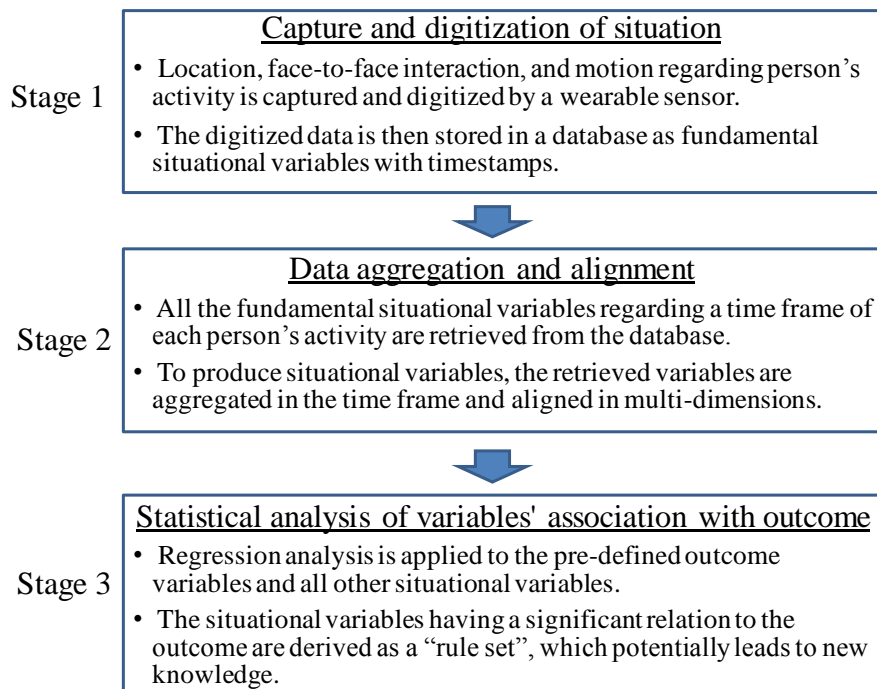 Capture and digitization of situation
Stage 1
• Location, face-to-face interaction, and motion regarding person's
activity is captured and digitized by a wearable sensor.
• The digitized data is then stored in a database as fundamental
situational variables with timestamps.
Data aggregation and alignment
Stage 2
• All the fundamental situational variables regarding a time frame of
each person's activity are retrieved from the database.
• To produce situational variables, the retrieved variables are
aggregated in the time frame and aligned in multi-dimensions.
Statistical analysis of variables' association with outcome
Stage 3
• Regression analysis is applied to the pre-defined outcome
variables and all other situational variables.
• The situational variables having a significant relation to the
outcome are derived as a “rule set”, which potentially leads to new
knowledge.